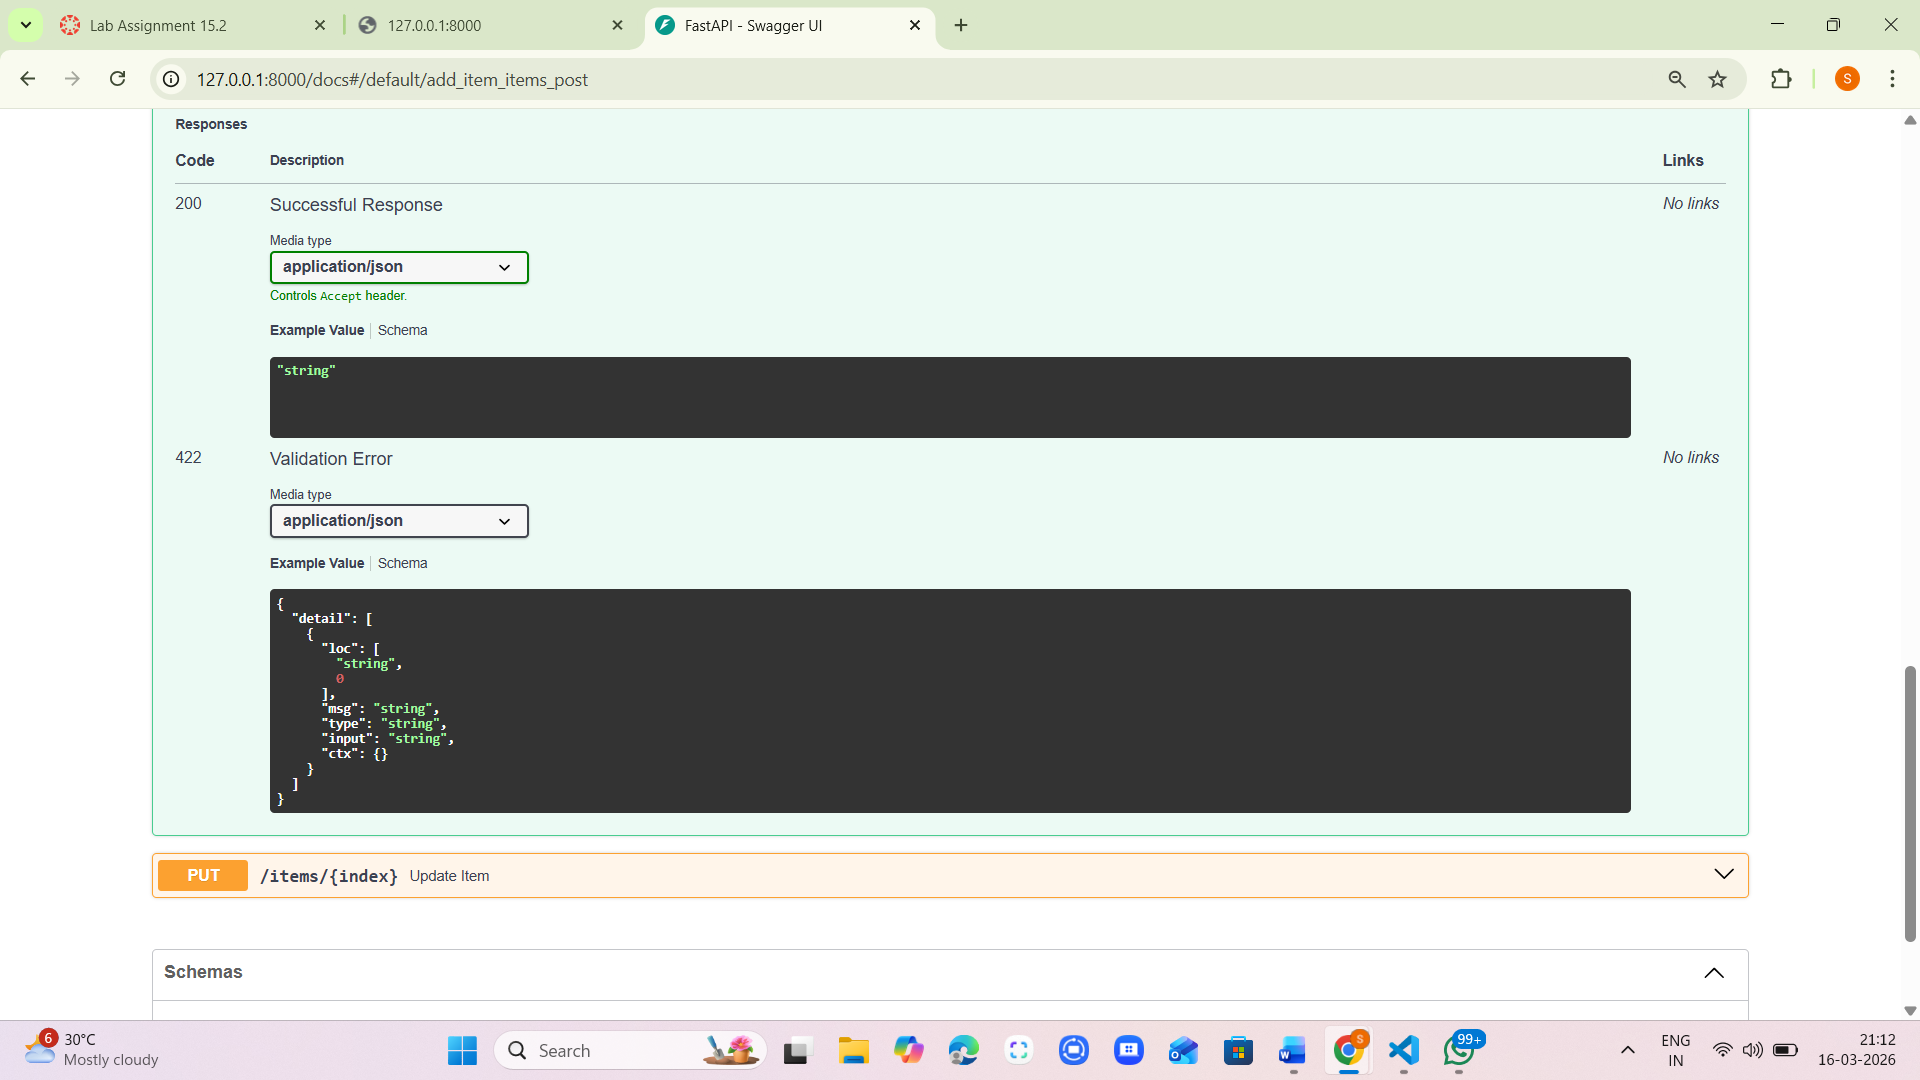 Lab Assignment 15.2
127.0.0.1:8000
FastAPI - Swagger UI
127.0.0.1:8000/docs#/default/add_item_items_post
S
Responses
Code Description Links
200 Successful Response No links
Media type
application/json
Controls Accept header.
Example Value Schema
"string"
422 Validation Error No links
Media type
application/json
Example Value Schema
{
"detail": [
{
"loc": [
"string",
0
],
"msg": "string",
"type": "string",
"input": "string",
"ctx": {}
}
]
}
PUT /items/{index} Update Item
Schemas
6 30°C
Mostly cloudy
Search
S
99+
ENG
IN
21:12
16-03-2026